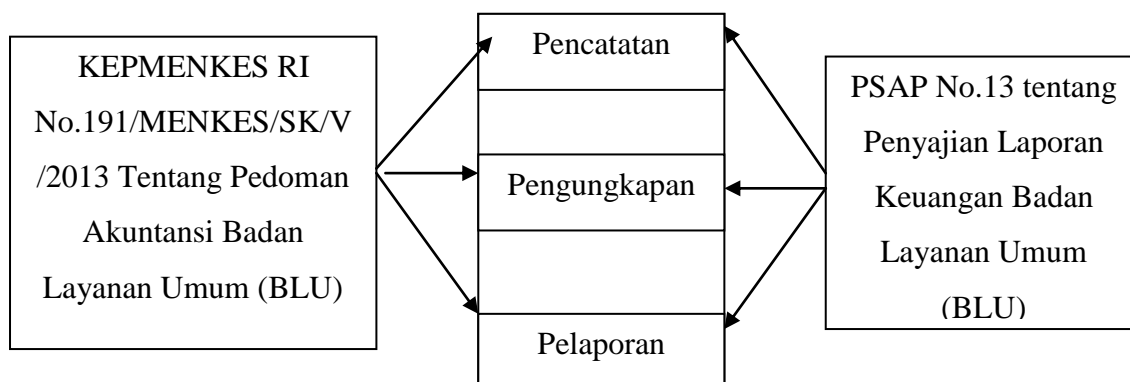 KEPMENKES RI
No.191/MENKES/SK/V
/2013 Tentang Pedoman
Akuntansi Badan
Layanan Umum (BLU)
Pencatatan
Pengungkapan
Pelaporan
PSAP No.13 tentang
Penyajian Laporan
Keuangan Badan
Layanan Umum
(BLU)